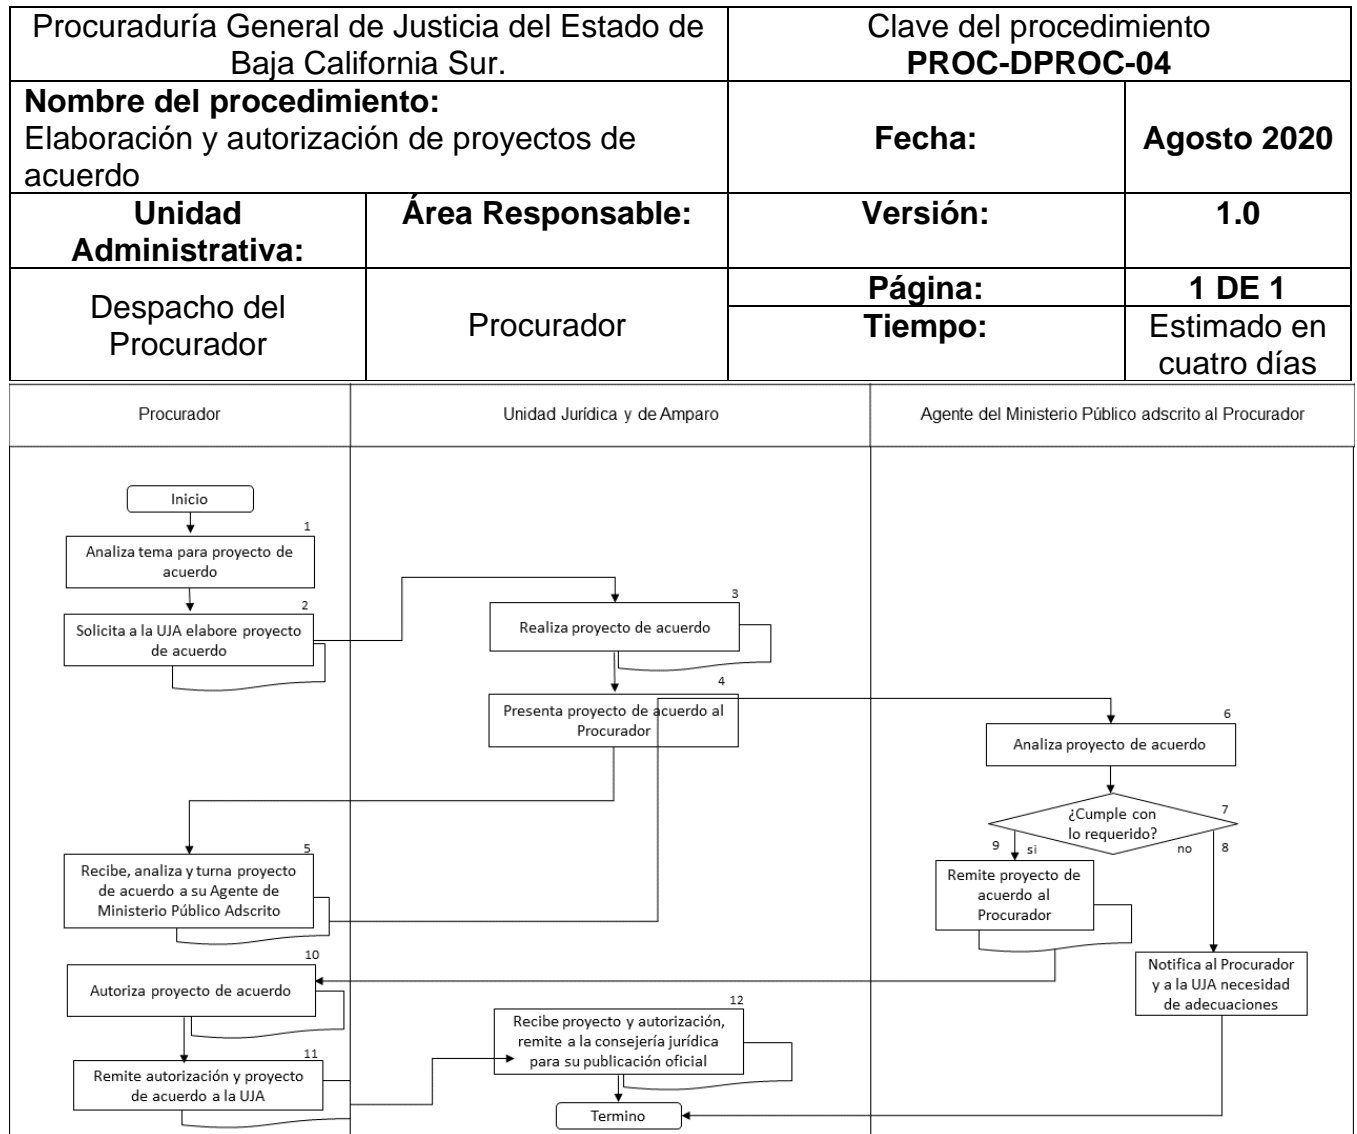 Procuraduría General de Justicia del Estado de
Baja California Sur.
Clave del procedimiento
PROC-DPROC-04
Nombre del procedimiento:
Elaboración y autorización de proyectos de
acuerdo
Fecha:
Agosto 2020
Unidad
Administrativa:
Área Responsable:
Versión:
1.0
Despacho del
Procurador
Procurador
Página:
1 DE 1
Tiempo:
Estimado en
cuatro días
Procurador
Unidad Jurídica y de Amparo
Agente del Ministerio Público adscrito al Procurador
Inicio
1
Analiza tema para proyecto de
acuerdo
2
Solicita a la UJA elabore proyecto
de acuerdo
3
Realiza proyecto de acuerdo
4
Presenta proyecto de acuerdo al
Procurador
5
Recibe, analiza y turna proyecto
de acuerdo a su Agente de
Ministerio Público Adscrito
6
Analiza proyecto de acuerdo
7
¿Cumple con
lo requerido?
9
si
no
8
Remite proyecto de
acuerdo al
Procurador
Notifica al Procurador
y a la UJA necesidad
de adecuaciones
10
Autoriza proyecto de acuerdo
11
Remite autorización y proyecto
de acuerdo a la UJA
12
Recibe proyecto y autorización,
remite a la consejería jurídica
para su publicación oficial
Termino